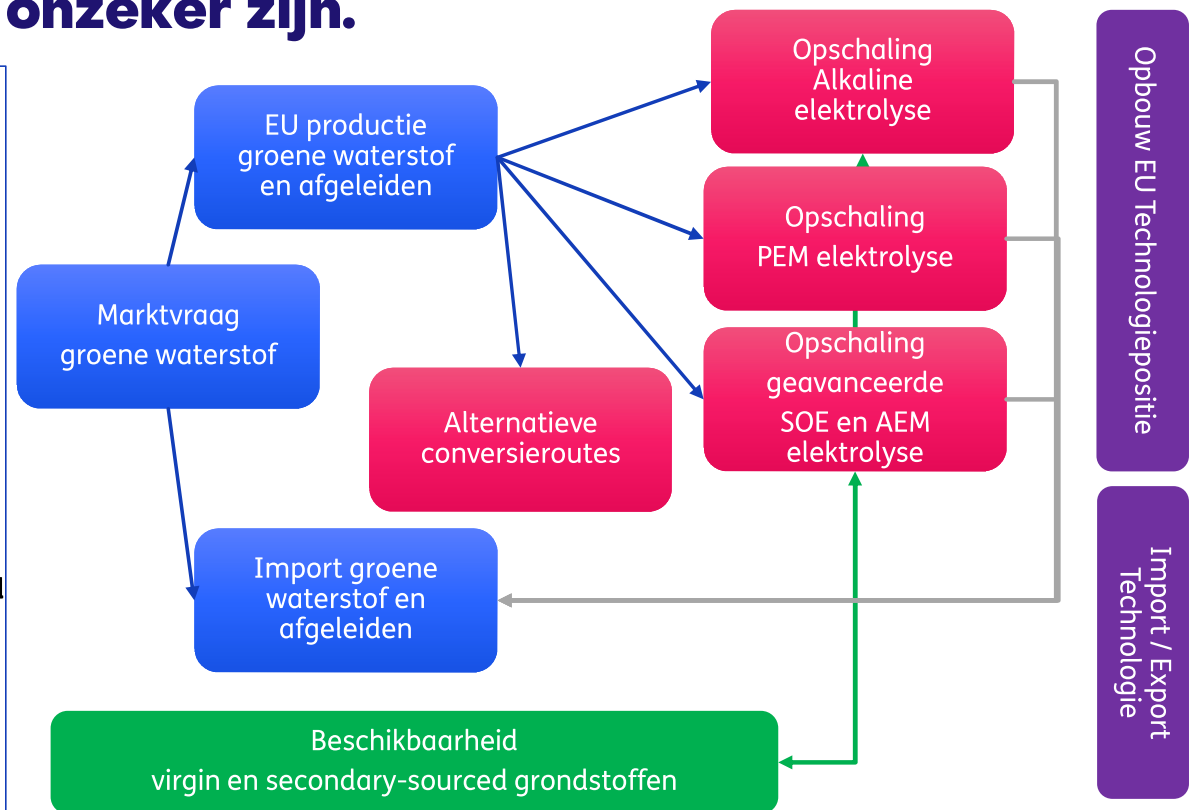 onzeker zijn.
EU productie
groene waterstof
en afgeleiden
Marktvraag
groene waterstof
Alternatieve
conversieroutes
Import groene
waterstof en
afgeleiden
Opschaling
Alkaline
elektrolyse
Opschaling
PEM elektrolyse
Opschaling
geavanceerde
SOE en AEM
elektrolyse
Beschikbaarheid
virgin en secondary-sourced grondstoffen
Opbouw EU Technologiepositie
Import / Export
Technologie